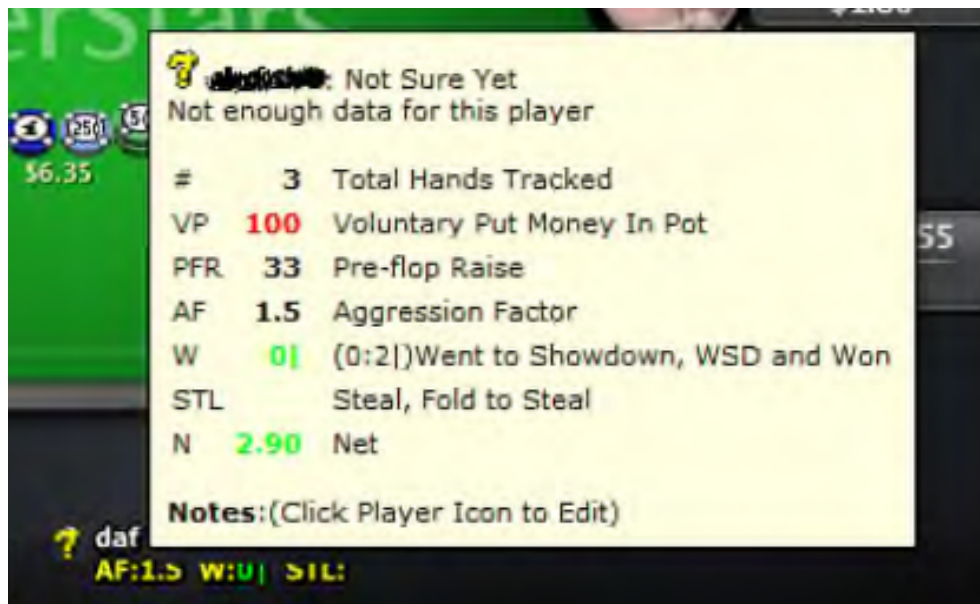 : Not Sure Yet
Not enough data for this player
$6.35
# 3 Total Hands Tracked
VP 100 Voluntary Put Money In Pot
55
PFR 33 Pre-flop Raise
AF 1.5 Aggression Factor
W 0| (0:2|)Went to Showdown, WSD and Won
STL Steal, Fold to Steal
N 2.90 Net
Notes:(Click Player Icon to Edit)
daf
AF:1.5 W:0| STL: